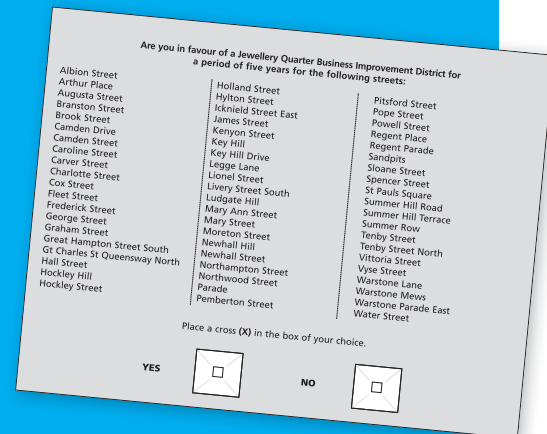 Are you in favour of a Jewellery Quarter Business Improvement District for
a period of five years for the following streets:
Albion Street
Arthur Place
Augusta Street
Branston Street
Brook Street
Camden Drive
Camden Street
Caroline Street
Carver Street
Charlotte Street
Cox Street
Fleet Street
Frederick Street
George Street
Graham Street
Great Hampton Street South
Gt Charles St Queensway North
Hall Street
Hockley Hill
Hockley Street
Holland Street
Hylton Street
Icknield Street East
James Street
Kenyon Street
Key Hill
Key Hill Drive
Legge Lane
Lionel Street
Livery Street South
Ludgate Hill
Mary Ann Street
Mary Street
Moreton Street
Newhall Hill
Newhall Street
Northampton Street
Northwood Street
Parade
Pemberton Street
Pitsford Street
Pope Street
Powell Street
Regent Place
Regent Parade
Sandpits
Sloane Street
Spencer Street
St Pauls Square
Summer Hill Road
Summer Hill Terrace
Summer Row
Tenby Street
Tenby Street North
Vittoria Street
Vyse Street
Warstone Lane
Warstone Mews
Warstone Parade East
Water Street
Place a cross (X) in the box of your choice.
YES NO